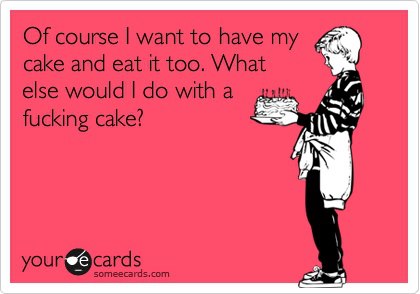 Of course I want to have my
cake and eat it too. What
else would I do with a
fucking cake?
your e cards
someecards.com